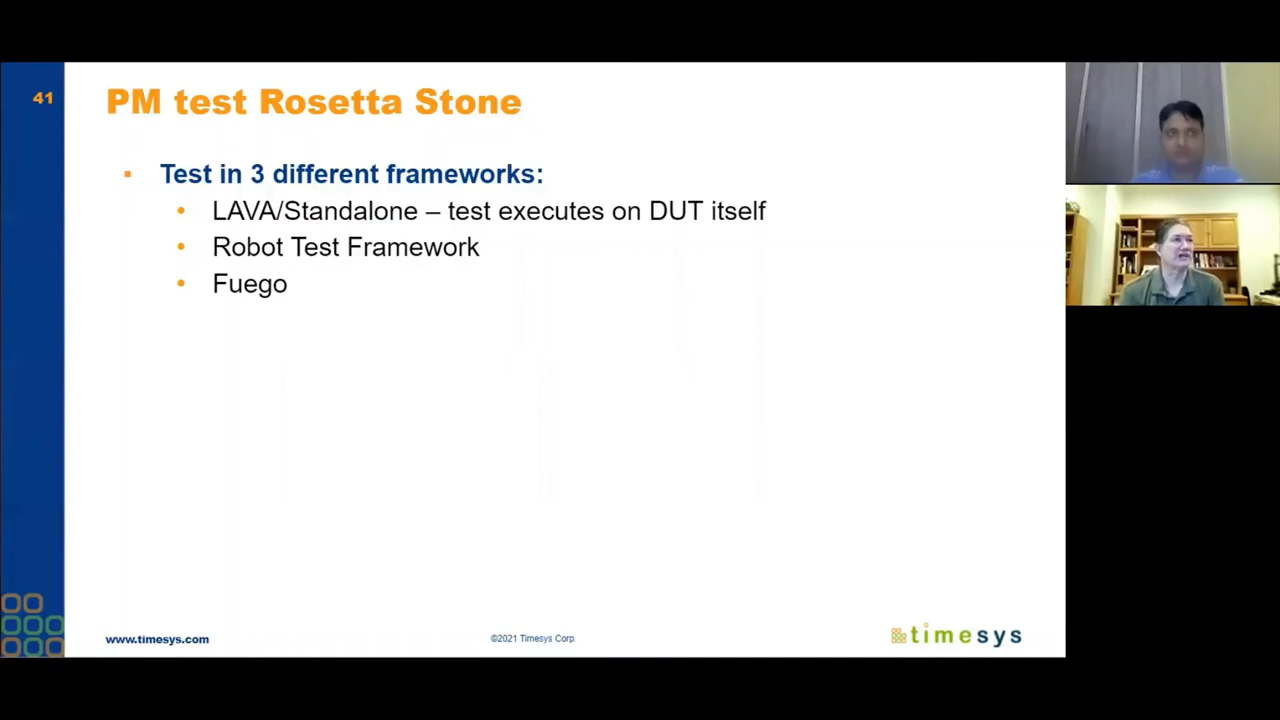 41
PM test Rosetta Stone
Test in 3 different frameworks:
LAVA/Standalone – test executes on DUT itself
Robot Test Framework
Fuego
www.timesys.com
©2021 Timesys Corp.
timesys